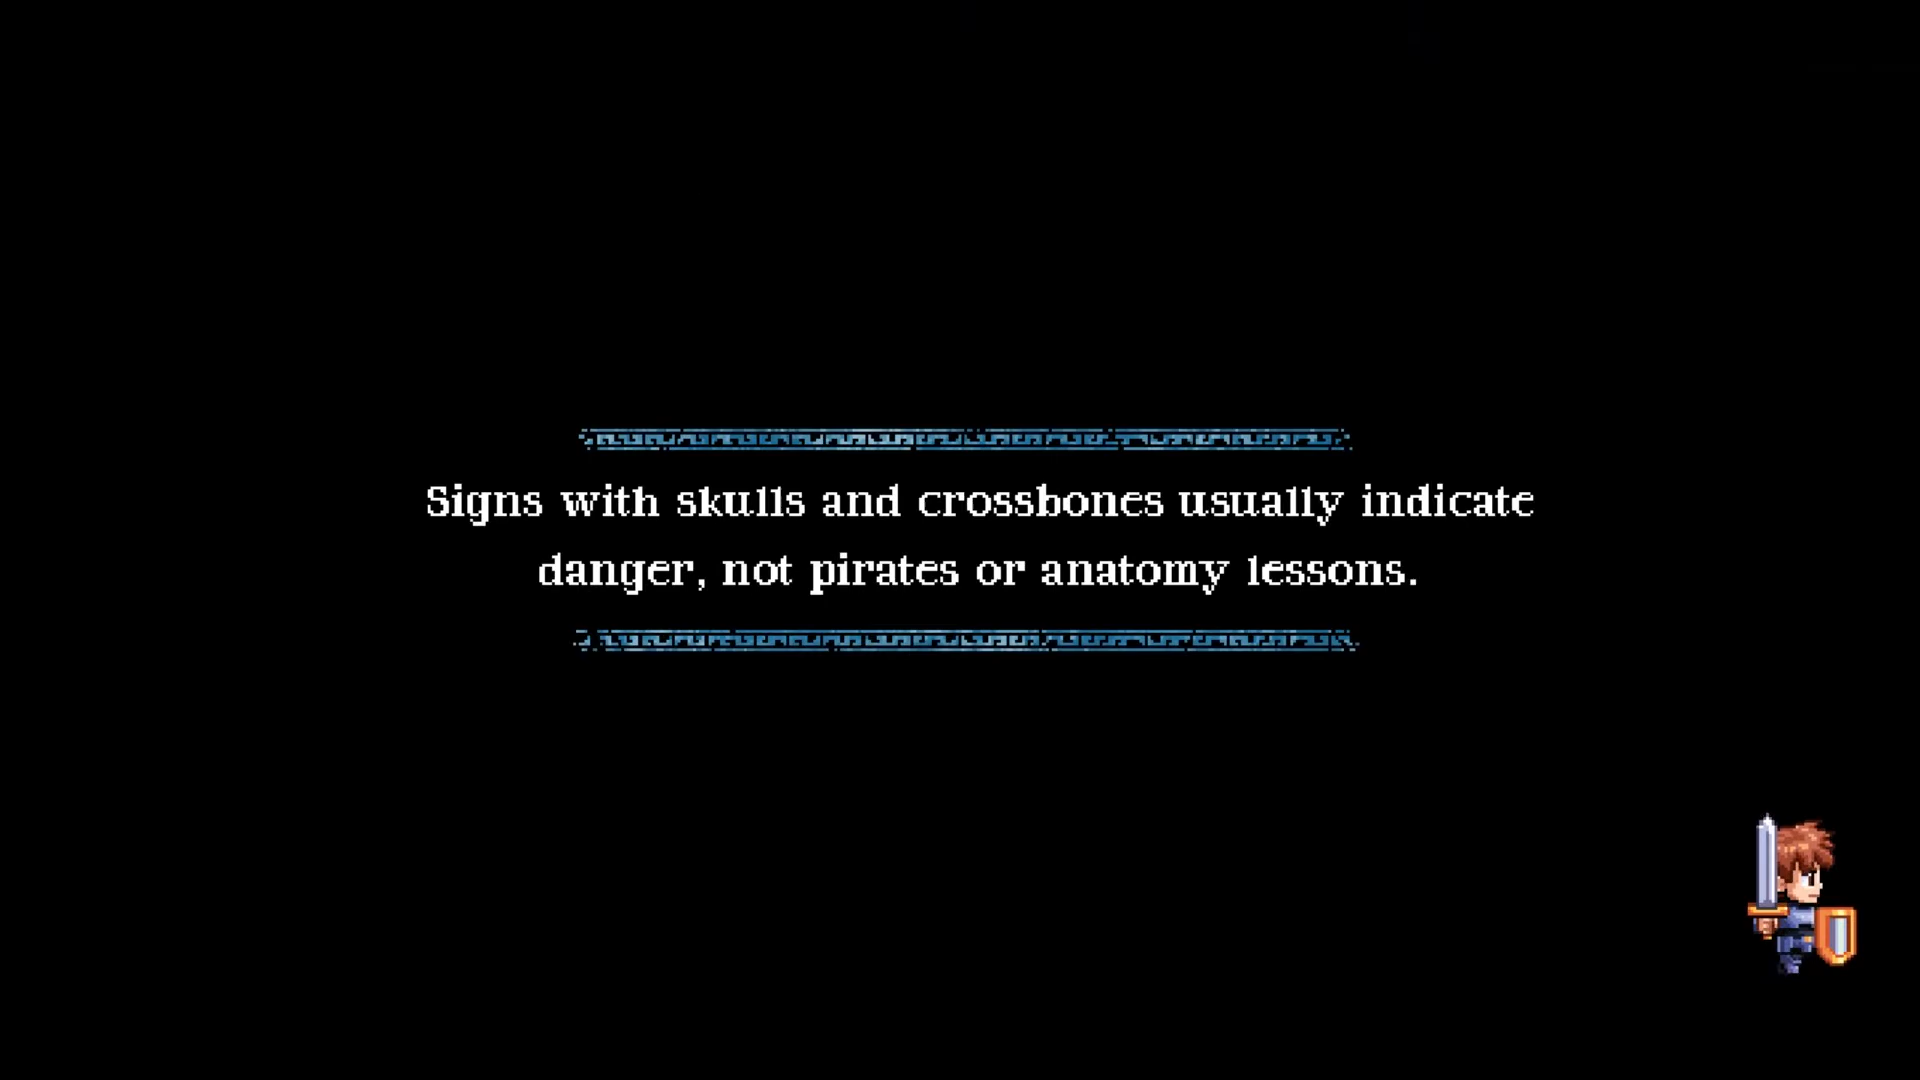 Signs with skulls and crossbones usually indicate
danger, not pirates or anatomy lessons.